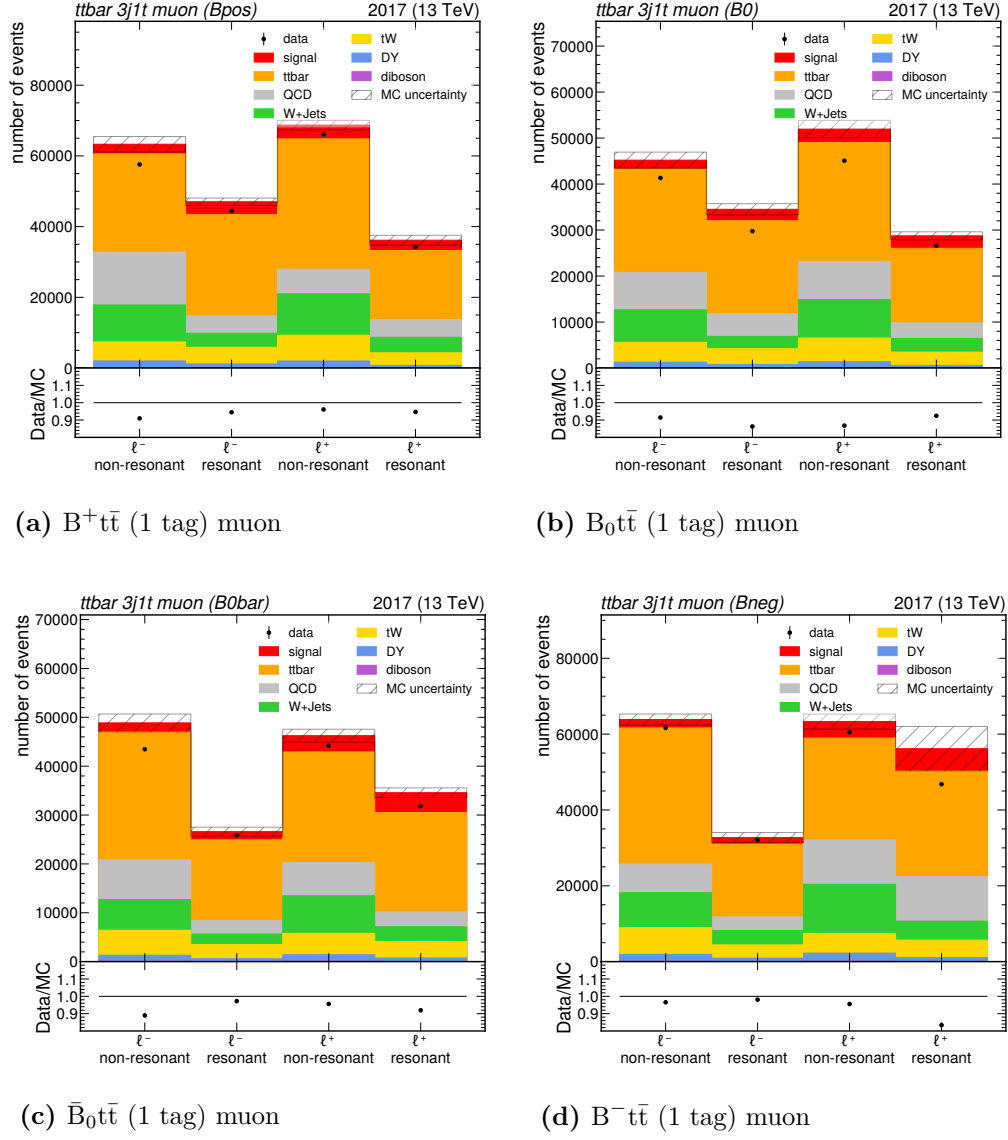 ttbar 3j1t muon (Bpos) 2017 (13 TeV)
number of events
80000
60000
40000
20000
0
data
signal
ttbar
QCD
W+Jets
tW
DY
diboson
MC uncertainty
Data/MC
1.1
1.0
0.9
ℓ⁻ ℓ⁻ ℓ⁺ ℓ⁺
non-resonant resonant non-resonant resonant
(a) B⁺tt̄ (1 tag) muon
ttbar 3j1t muon (B0) 2017 (13 TeV)
number of events
70000
60000
50000
40000
30000
20000
10000
0
data
signal
ttbar
QCD
W+Jets
tW
DY
diboson
MC uncertainty
Data/MC
1.1
1.0
0.9
ℓ⁻ ℓ⁻ ℓ⁺ ℓ⁺
non-resonant resonant non-resonant resonant
(b) B₀tt̄ (1 tag) muon
ttbar 3j1t muon (B0bar) 2017 (13 TeV)
number of events
70000
60000
50000
40000
30000
20000
10000
0
data
signal
ttbar
QCD
W+Jets
tW
DY
diboson
MC uncertainty
Data/MC
1.1
1.0
0.9
ℓ⁻ ℓ⁻ ℓ⁺ ℓ⁺
non-resonant resonant non-resonant resonant
(c) B̄₀tt̄ (1 tag) muon
ttbar 3j1t muon (Bneg) 2017 (13 TeV)
number of events
80000
60000
40000
20000
0
data
signal
ttbar
QCD
W+Jets
tW
DY
diboson
MC uncertainty
Data/MC
1.1
1.0
0.9
ℓ⁻ ℓ⁻ ℓ⁺ ℓ⁺
non-resonant resonant non-resonant resonant
(d) B⁻tt̄ (1 tag) muon